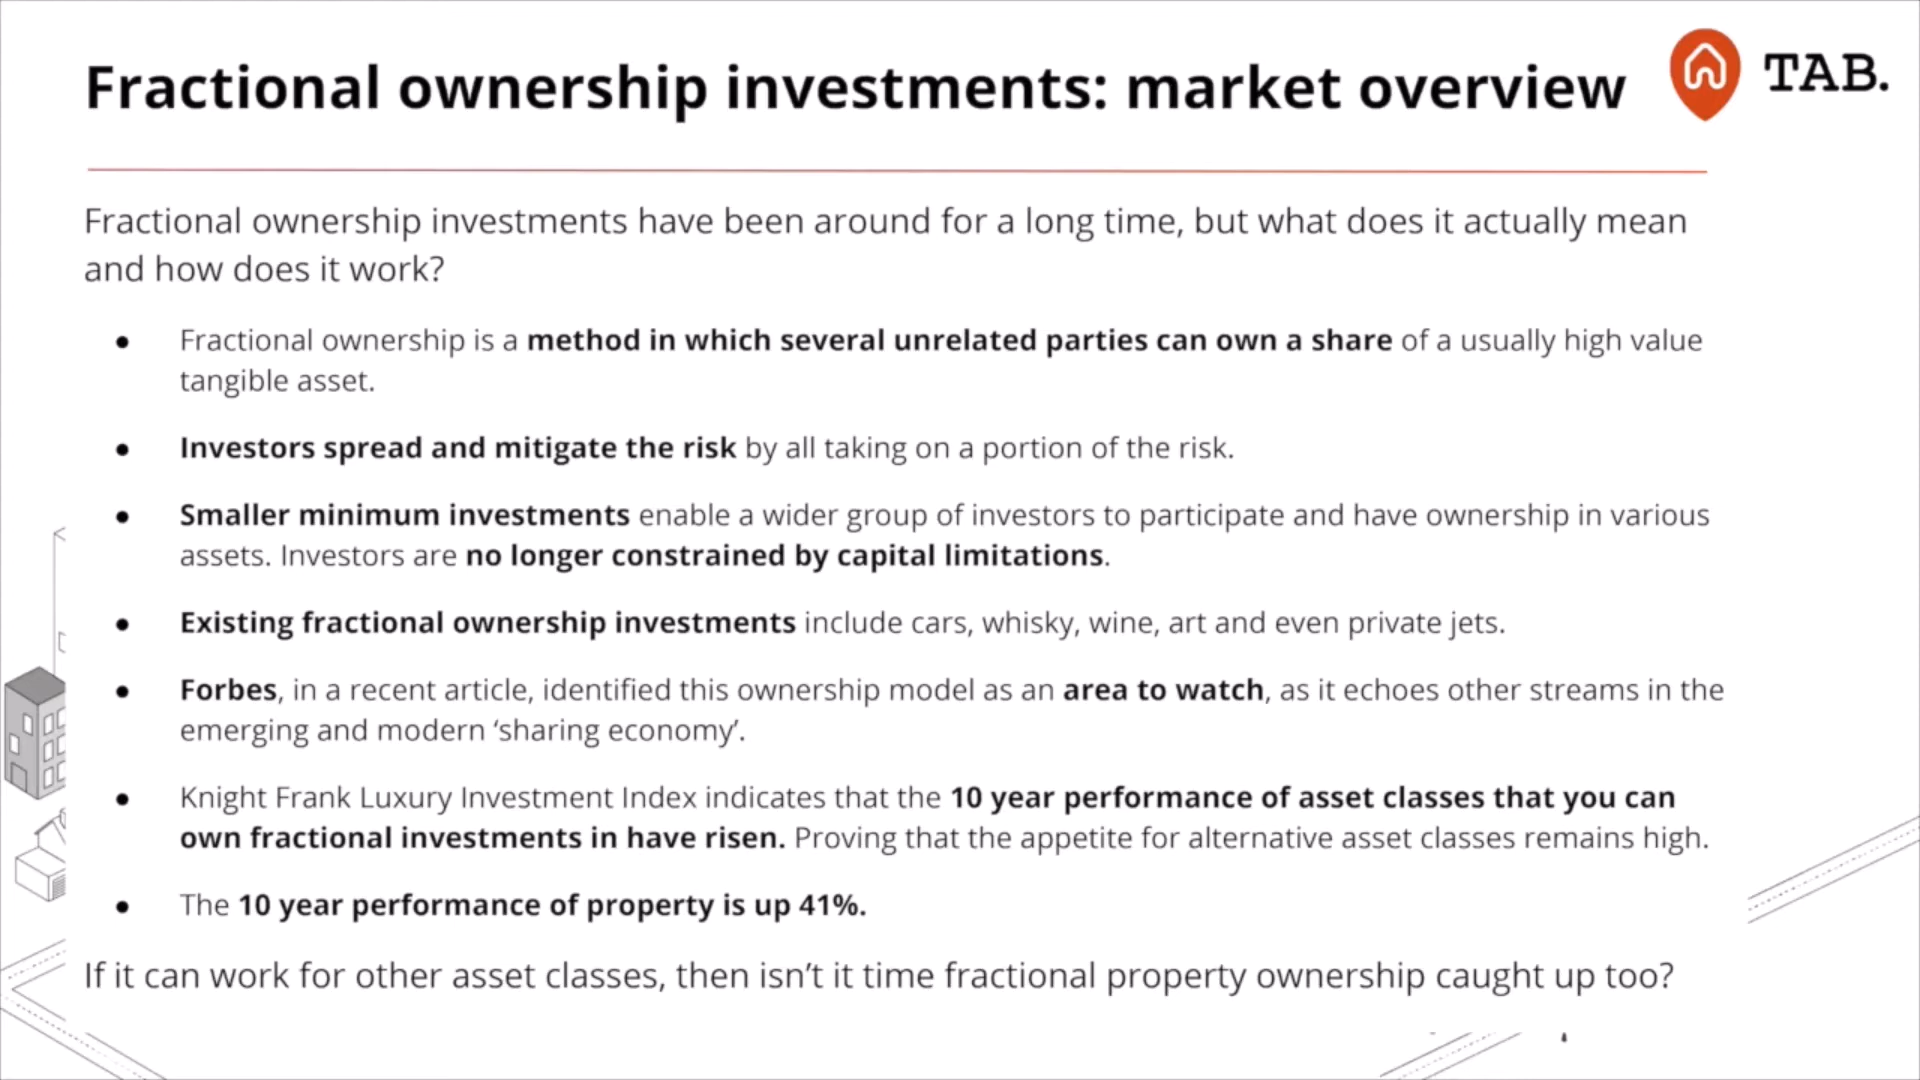 Fractional ownership investments: market overview
TAB.
Fractional ownership investments have been around for a long time, but what does it actually mean
and how does it work?
● Fractional ownership is a method in which several unrelated parties can own a share of a usually high value
tangible asset.
● Investors spread and mitigate the risk by all taking on a portion of the risk.
● Smaller minimum investments enable a wider group of investors to participate and have ownership in various
assets. Investors are no longer constrained by capital limitations.
● Existing fractional ownership investments include cars, whisky, wine, art and even private jets.
● Forbes, in a recent article, identified this ownership model as an area to watch, as it echoes other streams in the
emerging and modern ‘sharing economy’.
● Knight Frank Luxury Investment Index indicates that the 10 year performance of asset classes that you can
own fractional investments in have risen. Proving that the appetite for alternative asset classes remains high.
● The 10 year performance of property is up 41%.
If it can work for other asset classes, then isn’t it time fractional property ownership caught up too?